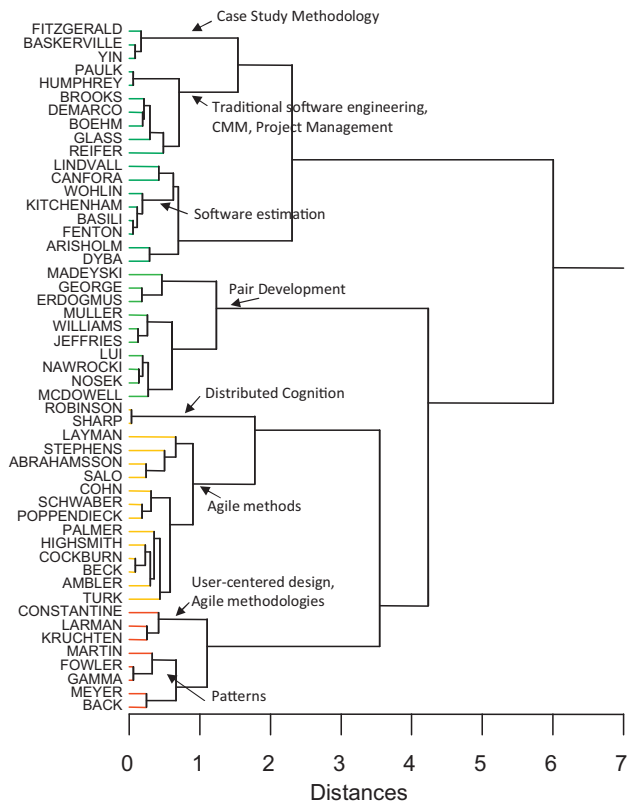 Case Study Methodology
FITZGERALD
BASKERVILLE
YIN
PAULK
HUMPHREY
BROOKS
Traditional software engineering,
DEMARCO
CMM, Project Management
BOEHM
GLASS
REIFER
LINDVALL
CANFORA
WOHLIN
KITCHENHAM
Software estimation
BASILI
FENTON
ARISHOLM
DYBA
MADEYSKI
GEORGE
Pair Development
ERDOGMUS
MULLER
WILLIAMS
JEFFRIES
LUI
NAWROCKI
NOSEK
MCDOWELL
Distributed Cognition
ROBINSON
SHARP
LAYMAN
STEPHENS
ABRAHAMSSON
SALO
COHN
SCHWABER
Agile methods
POPPENDIECK
PALMER
HIGHSMITH
COCKBURN
BECK
AMBLER
User-centered design,
Agile methodologies
TURK
CONSTANTINE
LARMAN
KRUCHTEN
MARTIN
FOWLER
GAMMA
MEYER
Patterns
BACK
0 1 2 3 4 5 6 7
Distances